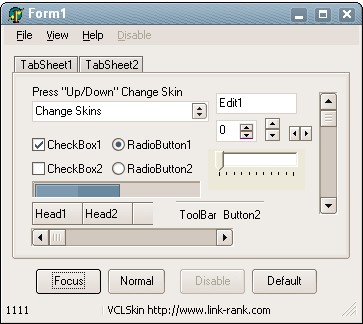 Form1
File View Help Disable
TabSheet1 TabSheet2
Press "Up/Down" Change Skin
Change Skins
Edit1
0
CheckBox1 RadioButton1
CheckBox2 RadioButton2
Head1 Head2
ToolBar Button2
Focus Normal Disable Default
1111 VCLSkin http://www.link-rank.com